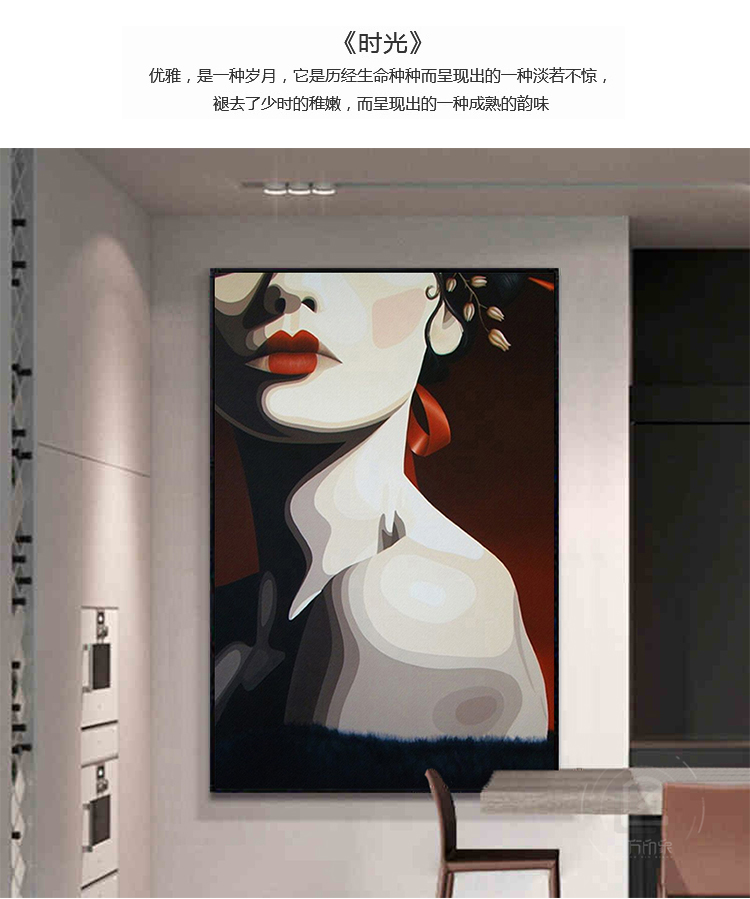 《时光》
优雅，是一种岁月，它是历经生命种种而呈现出的一种淡若不惊，
褪去了少时的稚嫩，而呈现出的一种成熟的韵味